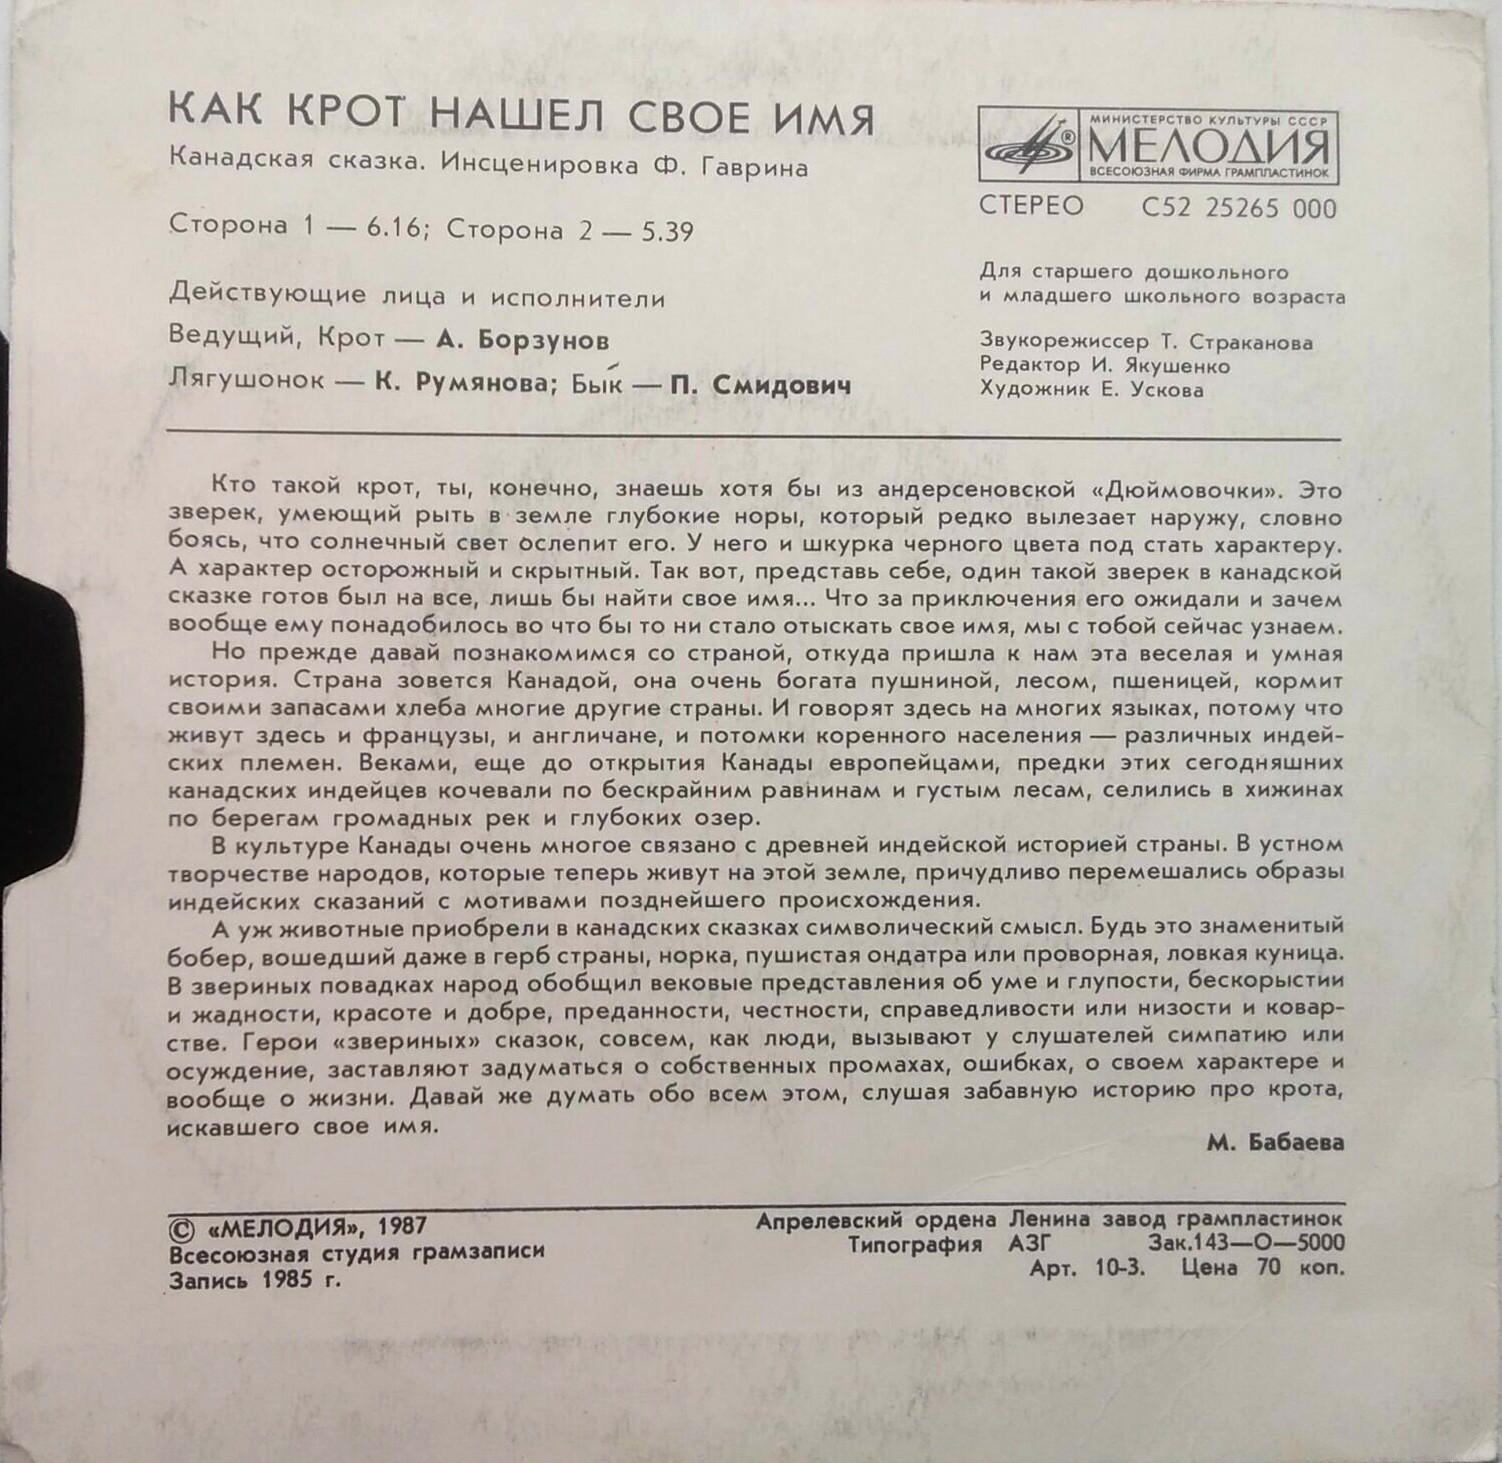 КАК КРОТ НАШЕЛ СВОЕ ИМЯ
Канадская сказка. Инсценировка Ф. Гаврина
Сторона 1 — 6.16; Сторона 2 — 5.39
Действующие лица и исполнители
Ведущий, Крот — А. Борзунов
Лягушонок — К. Румянова; Бык — П. Смидович
МИНИСТЕРСТВО КУЛЬТУРЫ СССР
®
МЕЛОДИЯ
ВСЕСОЮЗНАЯ ФИРМА ГРАМПЛАСТИНОК
СТЕРЕО С52 25265 000
Для старшего дошкольного
и младшего школьного возраста
Звукорежиссер Т. Страканова
Редактор И. Якушенко
Художник Е. Ускова
Кто такой крот, ты, конечно, знаешь хотя бы из андерсеновской «Дюймовочки». Это
зверек, умеющий рыть в земле глубокие норы, который редко вылезает наружу, словно
боясь, что солнечный свет ослепит его. У него и шкурка черного цвета под стать характеру.
А характер осторожный и скрытный. Так вот, представь себе, один такой зверек в канадской
сказке готов был на все, лишь бы найти свое имя... Что за приключения его ожидали и зачем
вообще ему понадобилось во что бы то ни стало отыскать свое имя, мы с тобой сейчас узнаем.
Но прежде давай познакомимся со страной, откуда пришла к нам эта веселая и умная
история. Страна зовется Канадой, она очень богата пушниной, лесом, пшеницей, кормит
своими запасами хлеба многие другие страны. И говорят здесь на многих языках, потому что
живут здесь и французы, и англичане, и потомки коренного населения — различных индей-
ских племен. Веками, еще до открытия Канады европейцами, предки этих сегодняшних
канадских индейцев кочевали по бескрайним равнинам и густым лесам, селились в хижинах
по берегам громадных рек и глубоких озер.
В культуре Канады очень многое связано с древней индейской историей страны. В устном
творчестве народов, которые теперь живут на этой земле, причудливо перемешались образы
индейских сказаний с мотивами позднейшего происхождения.
А уж животные приобрели в канадских сказках символический смысл. Будь это знаменитый
бобер, вошедший даже в герб страны, норка, пушистая ондатра или проворная, ловкая куница.
В звериных повадках народ обобщил вековые представления об уме и глупости, бескорыстии
и жадности, красоте и добре, преданности, честности, справедливости или низости и ковар-
стве. Герои «звериных» сказок, совсем, как люди, вызывают у слушателей симпатию или
осуждение, заставляют задуматься о собственных промахах, ошибках, о своем характере и
вообще о жизни. Давай же думать обо всем этом, слушая забавную историю про крота,
искавшего свое имя.
М. Бабаева
© «МЕЛОДИЯ», 1987
Всесоюзная студия грамзаписи
Запись 1985 г.
Апрелевский ордена Ленина завод грампластинок
Типография АЗГ Зак.143—О—5000
Арт. 10-3. Цена 70 коп.